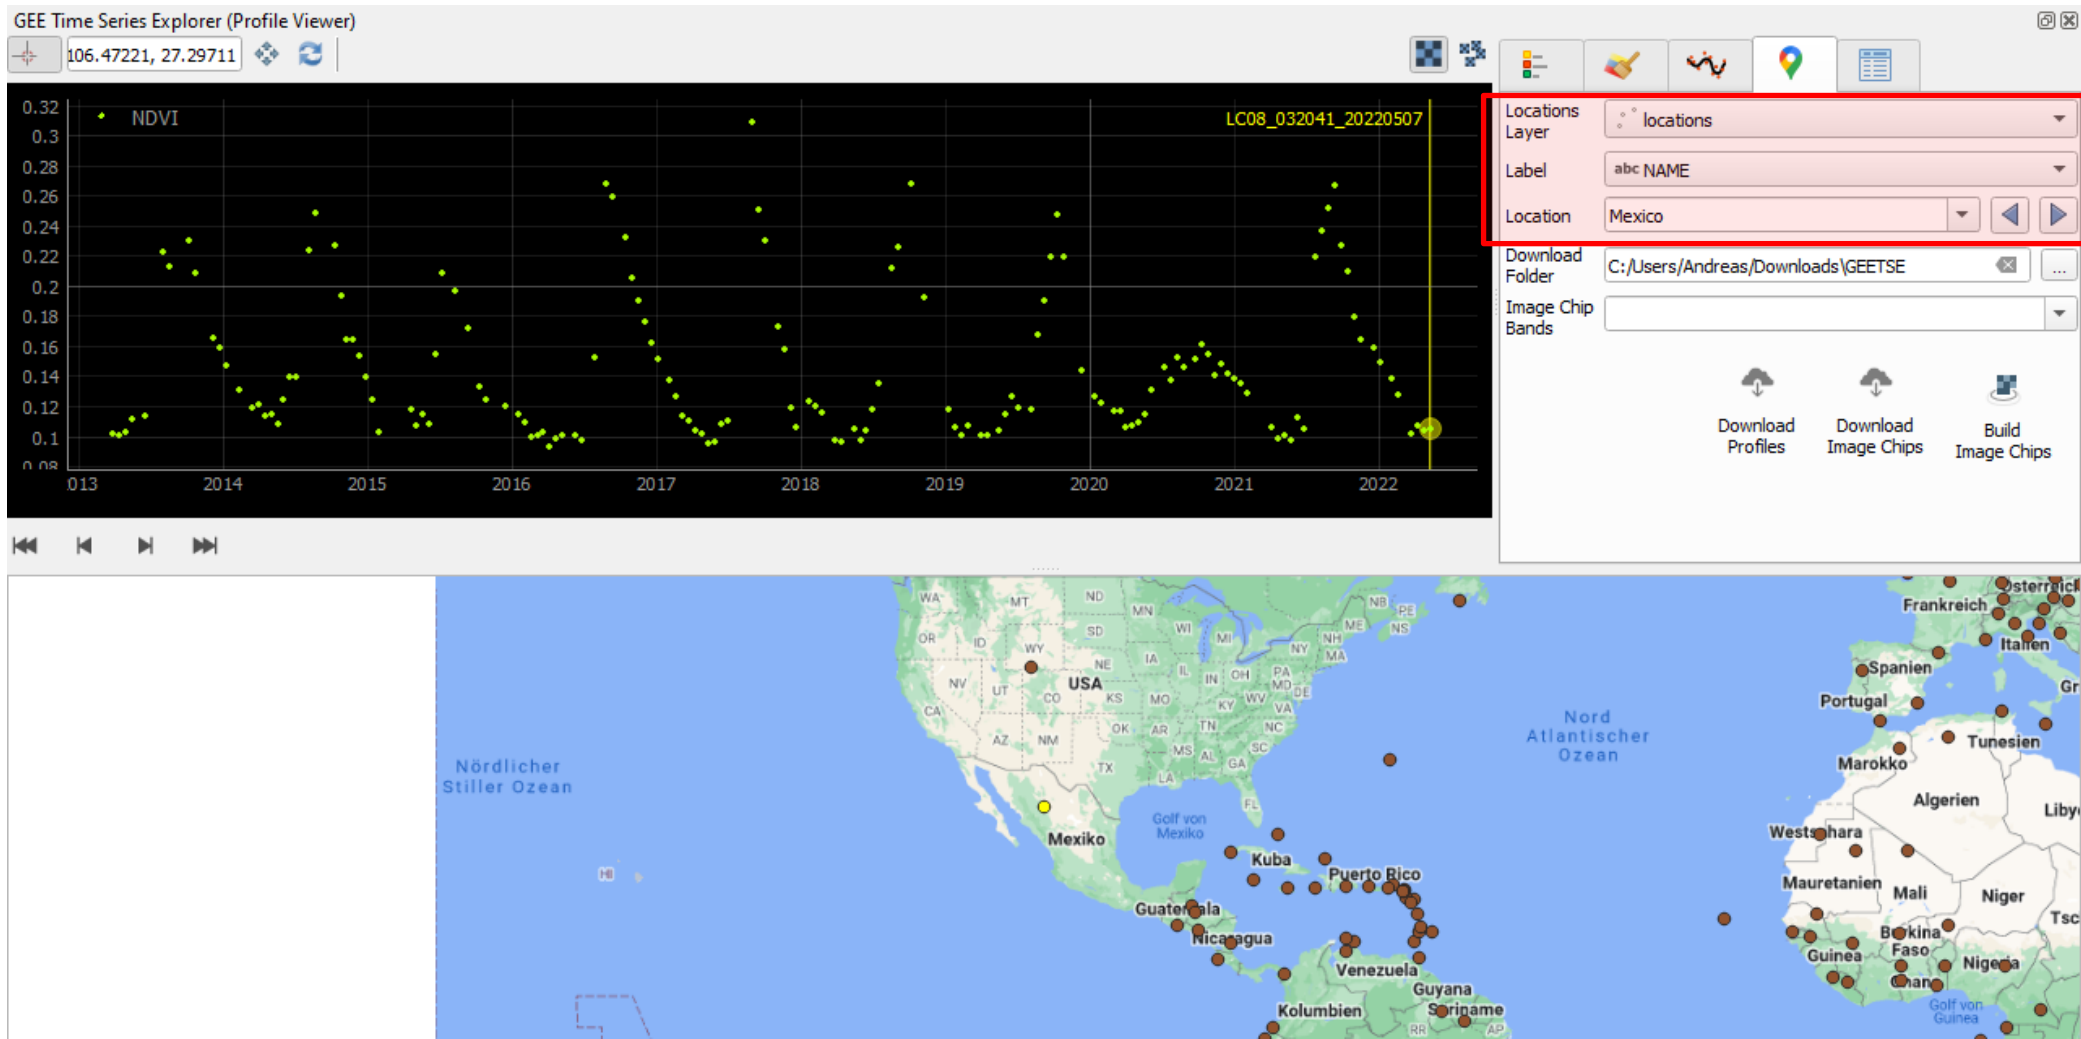 GEE Time Series Explorer (Profile Viewer)
106.47221, 27.29711
NDVI
LC08_032041_20220507
0.32
0.3
0.28
0.26
0.24
0.22
0.2
0.18
0.16
0.14
0.12
0.1
0.08
2014
2015
2016
2017
2018
2019
2020
2021
2022
Locations
Layer
locations
Label
abc NAME
Location
Mexico
Download
Folder
C:/Users/Andreas/Downloads\GEETSE
...
Image Chip
Bands
Download
Profiles
Download
Image Chips
Build
Image Chips
WA
MT
ND
MN
NB
PE
Frankreich
OR
ID
SD
WI
MI
NH
ME
NS
WY
NY
MA
Italien
NE
IA
Spanien
NV
UT
CO
USA
KS
MO
IL
IN
OH
PA
MD
DE
WV
KY
VA
Portugal
CA
Nord
Atlantischer
Ozean
AZ
NM
OK
AR
TN
NC
Tunesien
MS
AL
GA
SC
Marokko
TX
LA
Nördlicher
Stiller Ozean
FL
Algerien
Golf von
Mexiko
Mexiko
Kuba
HI
Puerto Rico
Mauretanien
Mali
Niger
Guatemala
Nicaragua
Burkina
Faso
Guinea
Nigeria
Venezuela
Guyana
Kolumbien
Suriname
RR
AP
Golf von
Guinea